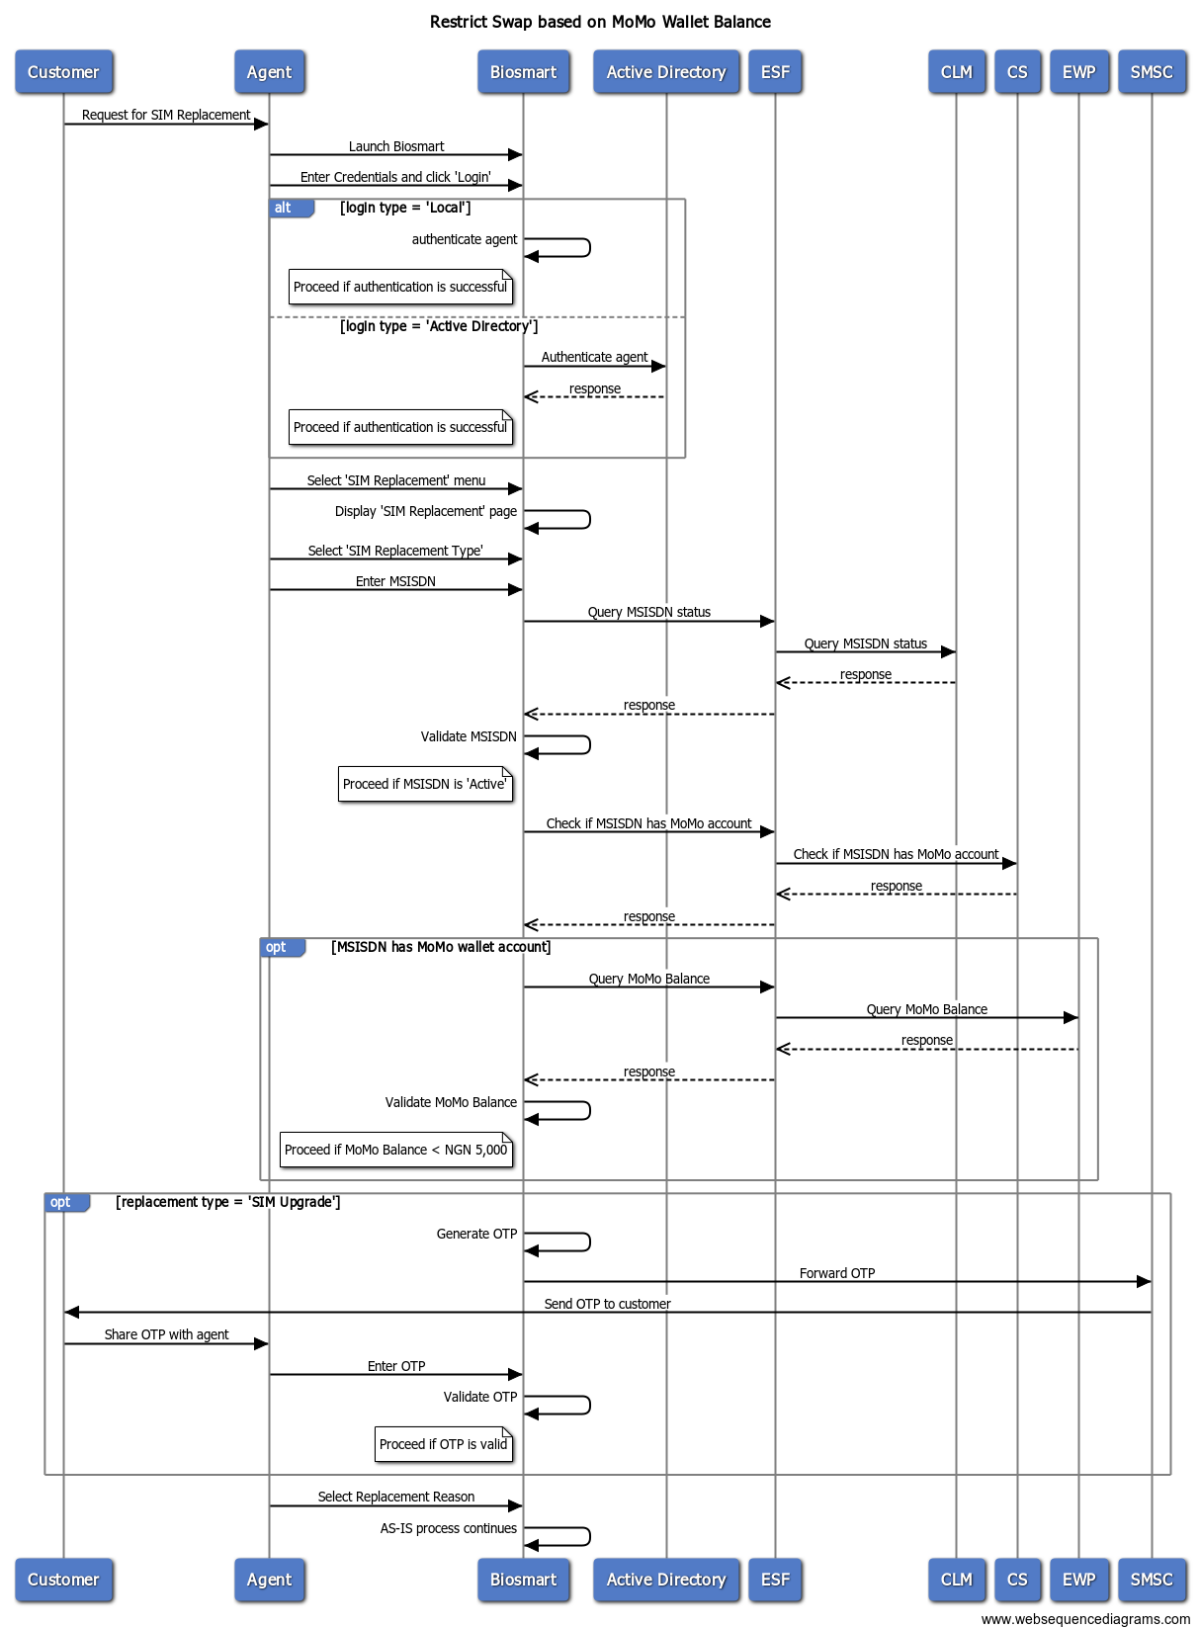 Restrict Swap based on MoMo Wallet Balance
Customer Agent Biosmart Active Directory ESF CLM CS EWP SMSC
Request for SIM Replacement
Launch Biosmart
Enter Credentials and click 'Login'
alt [login type = 'Local']
authenticate agent
Proceed if authentication is successful
[login type = 'Active Directory']
Authenticate agent
response
Proceed if authentication is successful
Select 'SIM Replacement' menu
Display 'SIM Replacement' page
Select 'SIM Replacement Type'
Enter MSISDN
Query MSISDN status
Query MSISDN status
response
response
Validate MSISDN
Proceed if MSISDN is 'Active'
Check if MSISDN has MoMo account
Check if MSISDN has MoMo account
response
response
opt [MSISDN has MoMo wallet account]
Query MoMo Balance
Query MoMo Balance
response
response
Validate MoMo Balance
Proceed if MoMo Balance < NGN 5,000
opt [replacement type = 'SIM Upgrade']
Generate OTP
Forward OTP
Send OTP to customer
Share OTP with agent
Enter OTP
Validate OTP
Proceed if OTP is valid
Select Replacement Reason
AS-IS process continues
Customer Agent Biosmart Active Directory ESF CLM CS EWP SMSC
www.websequencediagrams.com